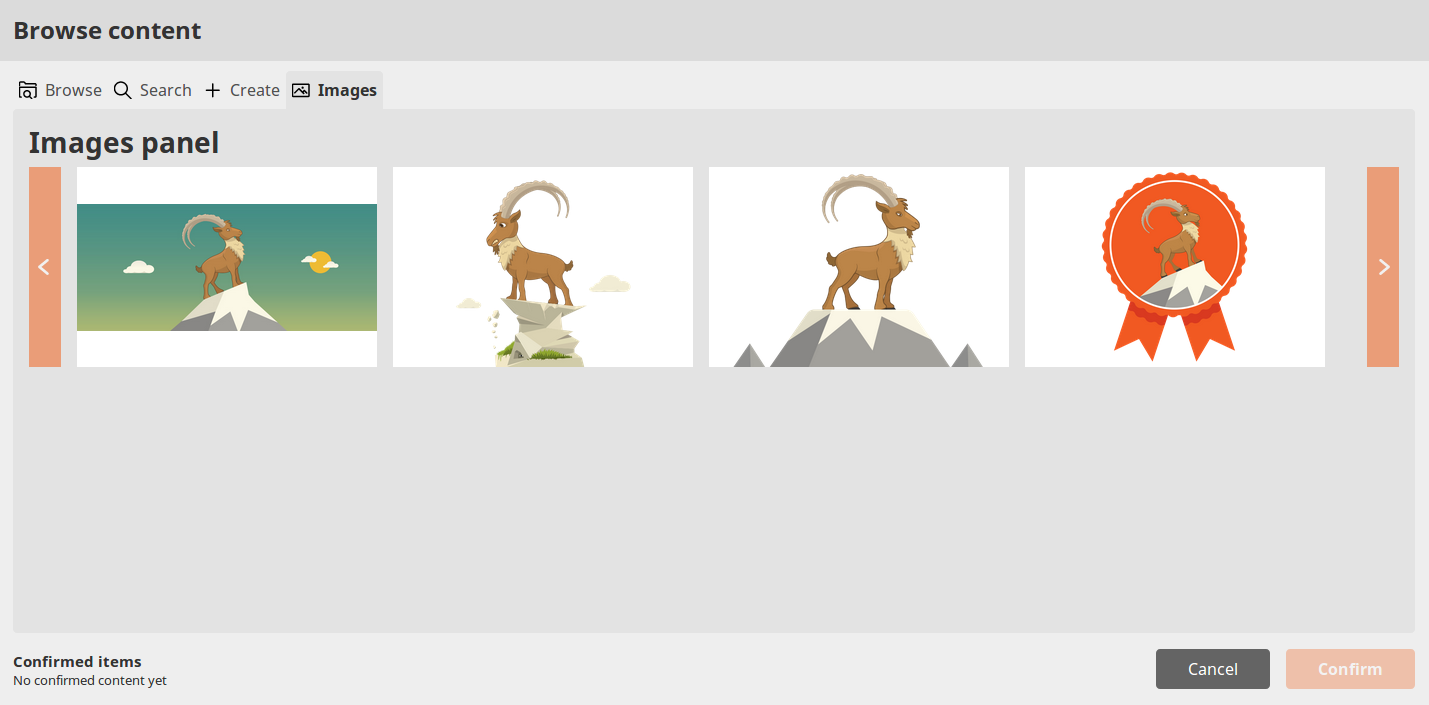 Browse content
Browse Search Create Images
Images panel
Confirmed items
No confirmed content yet
Cancel Confirm